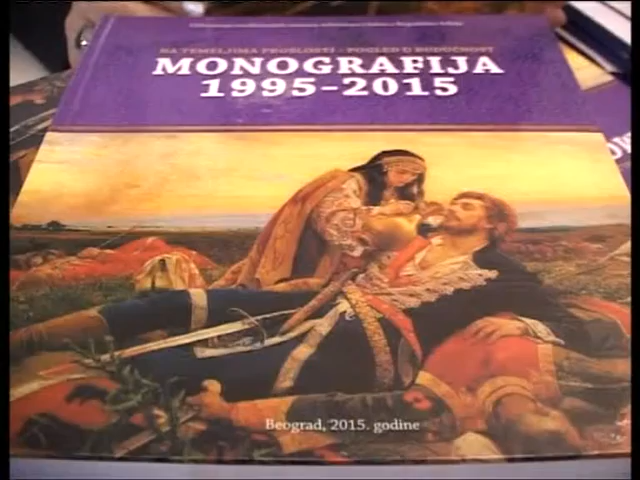 NA TEMELJIMA PROŠLOSTI - POGLED U BUDUĆNOST
MONOGRAFIJA
1995-2015
Beograd, 2015. godine